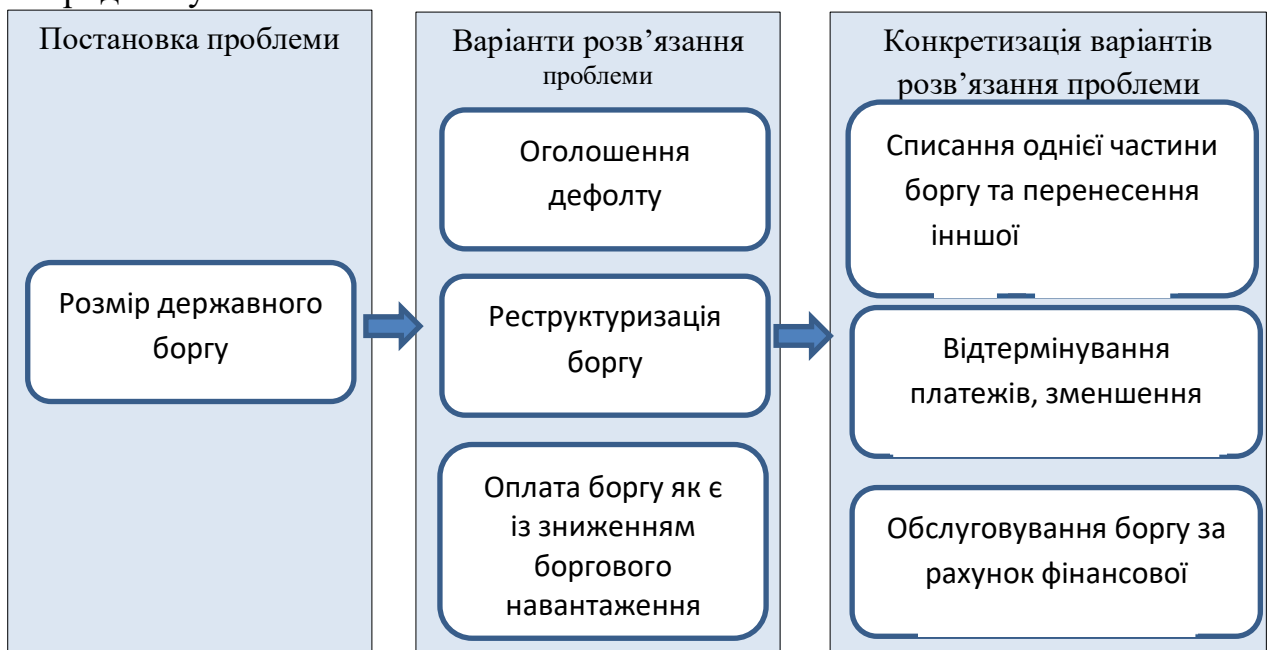 Постановка проблеми
Розмір державного
боргу
Варіанти розв’язання
проблеми
Оголошення
дефолту
Реструктуризація
боргу
Оплата боргу як є
із зниженням
боргового
навантаження
Конкретизація варіантів
розв’язання проблеми
Списання однієї частини
боргу та перенесення
інншої
Відтермінування
платежів, зменшення
Обслуговування боргу за
рахунок фінансової